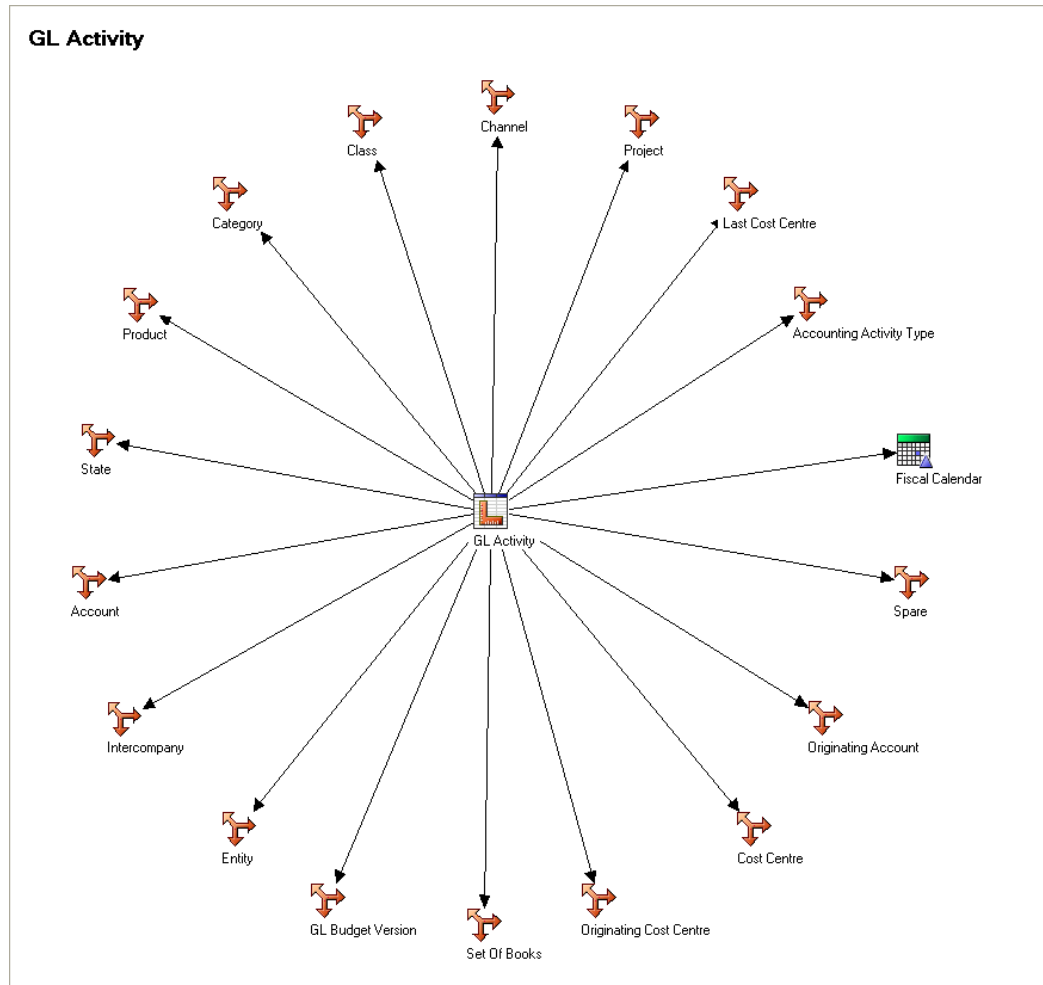 GL Activity
Channel
Class
Project
Category
Last Cost Centre
Product
Accounting Activity Type
State
Fiscal Calendar
GL Activity
Account
Spare
Intercompany
Originating Account
Entity
Cost Centre
GL Budget Version
Originating Cost Centre
Set Of Books